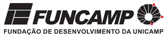 FUNCAMP
FUNDAÇÃO DE DESENVOLVIMENTO DA UNICAMP